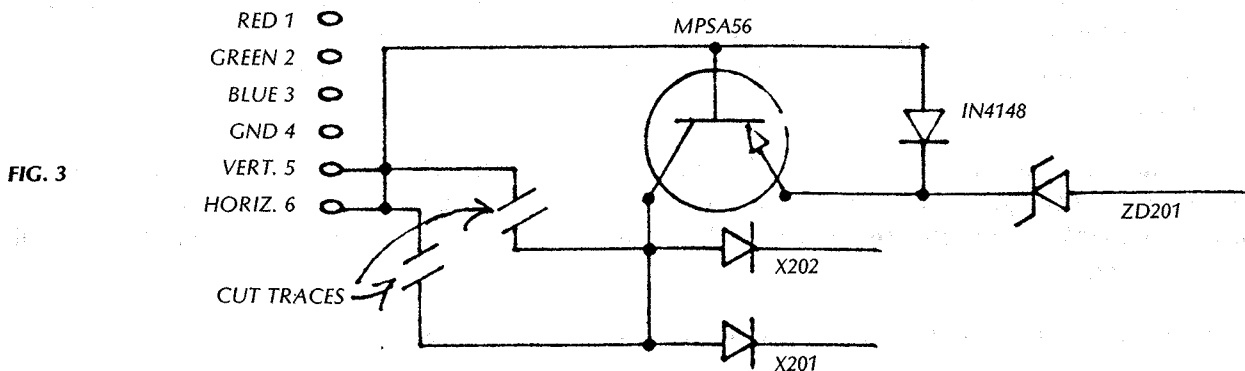 RED 1
GREEN 2
BLUE 3
GND 4
VERT. 5
HORIZ. 6
FIG. 3
CUT TRACES
MPSA56
IN4148
ZD201
X202
X201